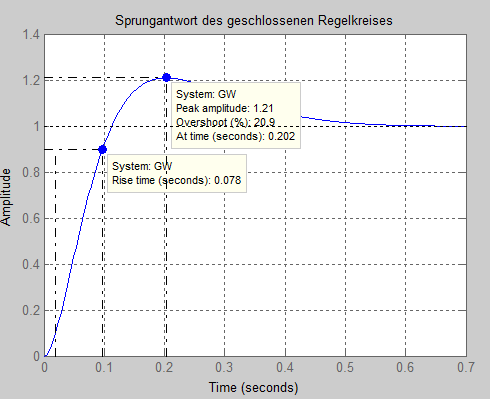 Sprungantwort des geschlossenen Regelkreises
1.4
1.2
1
0.8
0.6
0.4
0.2
0
Amplitude
System: GW
Peak amplitude: 1.21
Overshoot (%): 20.9
At time (seconds): 0.202
System: GW
Rise time (seconds): 0.078
0 0.1 0.2 0.3 0.4 0.5 0.6 0.7
Time (seconds)